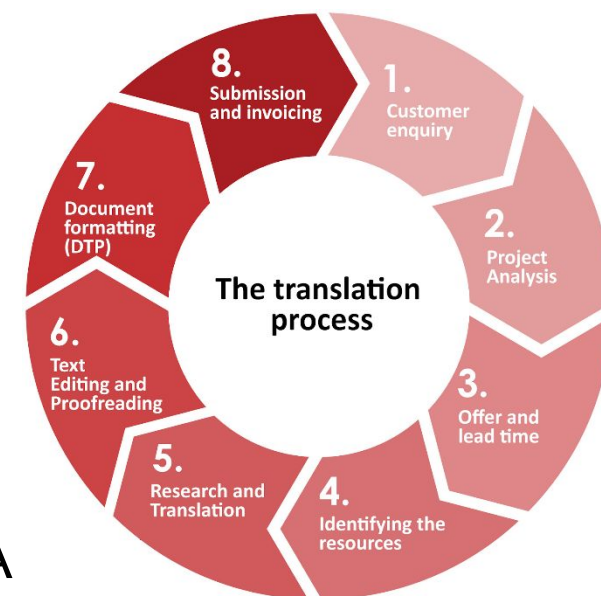 The translation
process
1.
Customer
enquiry
2.
Project
Analysis
3.
Offer and
lead time
4.
Identifying the
resources
5.
Research and
Translation
6.
Text
Editing and
Proofreading
7.
Document
formatting
(DTP)
8.
Submission
and invoicing
A